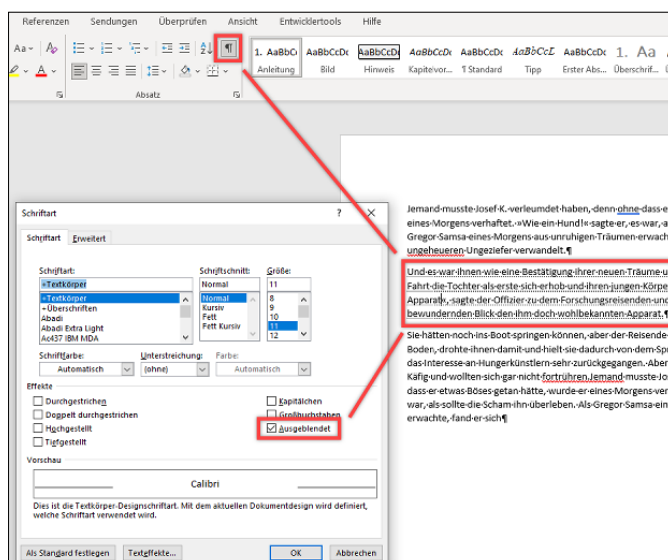 Referenzen Sendungen Überprüfen Ansicht Entwicklertools Hilfe
Aa
A
1. AaBbC AaBbCcDc AaBbCcDc AaBbCcDc AaBbCcDc AaBbCcL AaBbCcDc 1. Aa
Anleitung Bild Hinweis Kapitelvor... ¶ Standard Tipp Erster Abs... Überschrif...
Absatz
Schriftart ? X
Schriftart Erweitert
Schriftart: Schriftschnitt: Größe:
+Textkörper Normal 11
+Textkörper Normal 8
+Überschriften Kursiv 9
Abadi Fett 10
Abadi Extra Light Fett Kursiv 11
Ac437 IBM MDA 12
Schriftfarbe: Unterstreichung: Farbe:
Automatisch (ohne) Automatisch
Effekte
Durchgestrichen Kapitälchen
Doppelt durchgestrichen Großbuchstaben
Hochgestellt Ausgeblendet
Tiefgestellt
Vorschau
Calibri
Dies ist die Textkörper-Designschriftart. Mit dem aktuellen Dokumentdesign wird definiert,
welche Schriftart verwendet wird.
Als Standard festlegen Texteffekte... OK Abbrechen
Jemand·musste·Josef·K.·verleumdet·haben,·denn·ohne·dass·e
eines·Morgens·verhaftet.·»Wie·ein·Hund!«·sagte·er,·es·war,·a
Gregor·Samsa·eines·Morgens·aus·unruhigen·Träumen·erwach
ungeheueren·Ungeziefer·verwandelt.¶
Und·es·war·ihnen·wie·eine·Bestätigung·ihrer·neuen·Träume·u
Fahrt·die·Tochter·als·erste·sich·erhob·und·ihren·jungen·Körpe
Apparat«,·sagte·der·Offizier·zu·dem·Forschungsreisenden·und
bewundernden·Blick·den·ihm·doch·wohlbekannten·Apparat.¶
Sie·hätten·noch·ins·Boot·springen·können,·aber·der·Reisende
Boden,·drohte·ihnen·damit·und·hielt·sie·dadurch·von·dem·Spr
das·Interesse·an·Hungerkünstlern·sehr·zurückgegangen.·Aber
Käfig·und·wollten·sich·gar·nicht·fortrühren.Jemand·musste·Jo
dass·er·etwas·Böses·getan·hätte,·wurde·er·eines·Morgens·ver
war,·als·sollte·die·Scham·ihn·überleben.·Als·Gregor·Samsa·ein
erwachte,·fand·er·sich¶